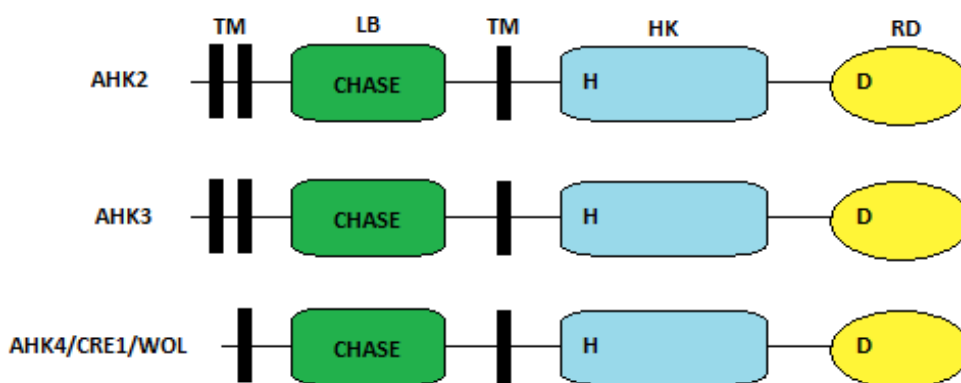 TM LB TM HK RD
AHK2 CHASE H D
AHK3 CHASE H D
AHK4/CRE1/WOL CHASE H D